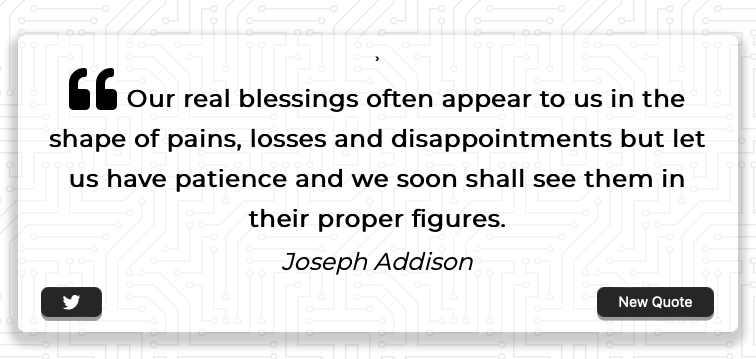 ›
“ Our real blessings often appear to us in the
shape of pains, losses and disappointments but let
us have patience and we soon shall see them in
their proper figures.
Joseph Addison
New Quote